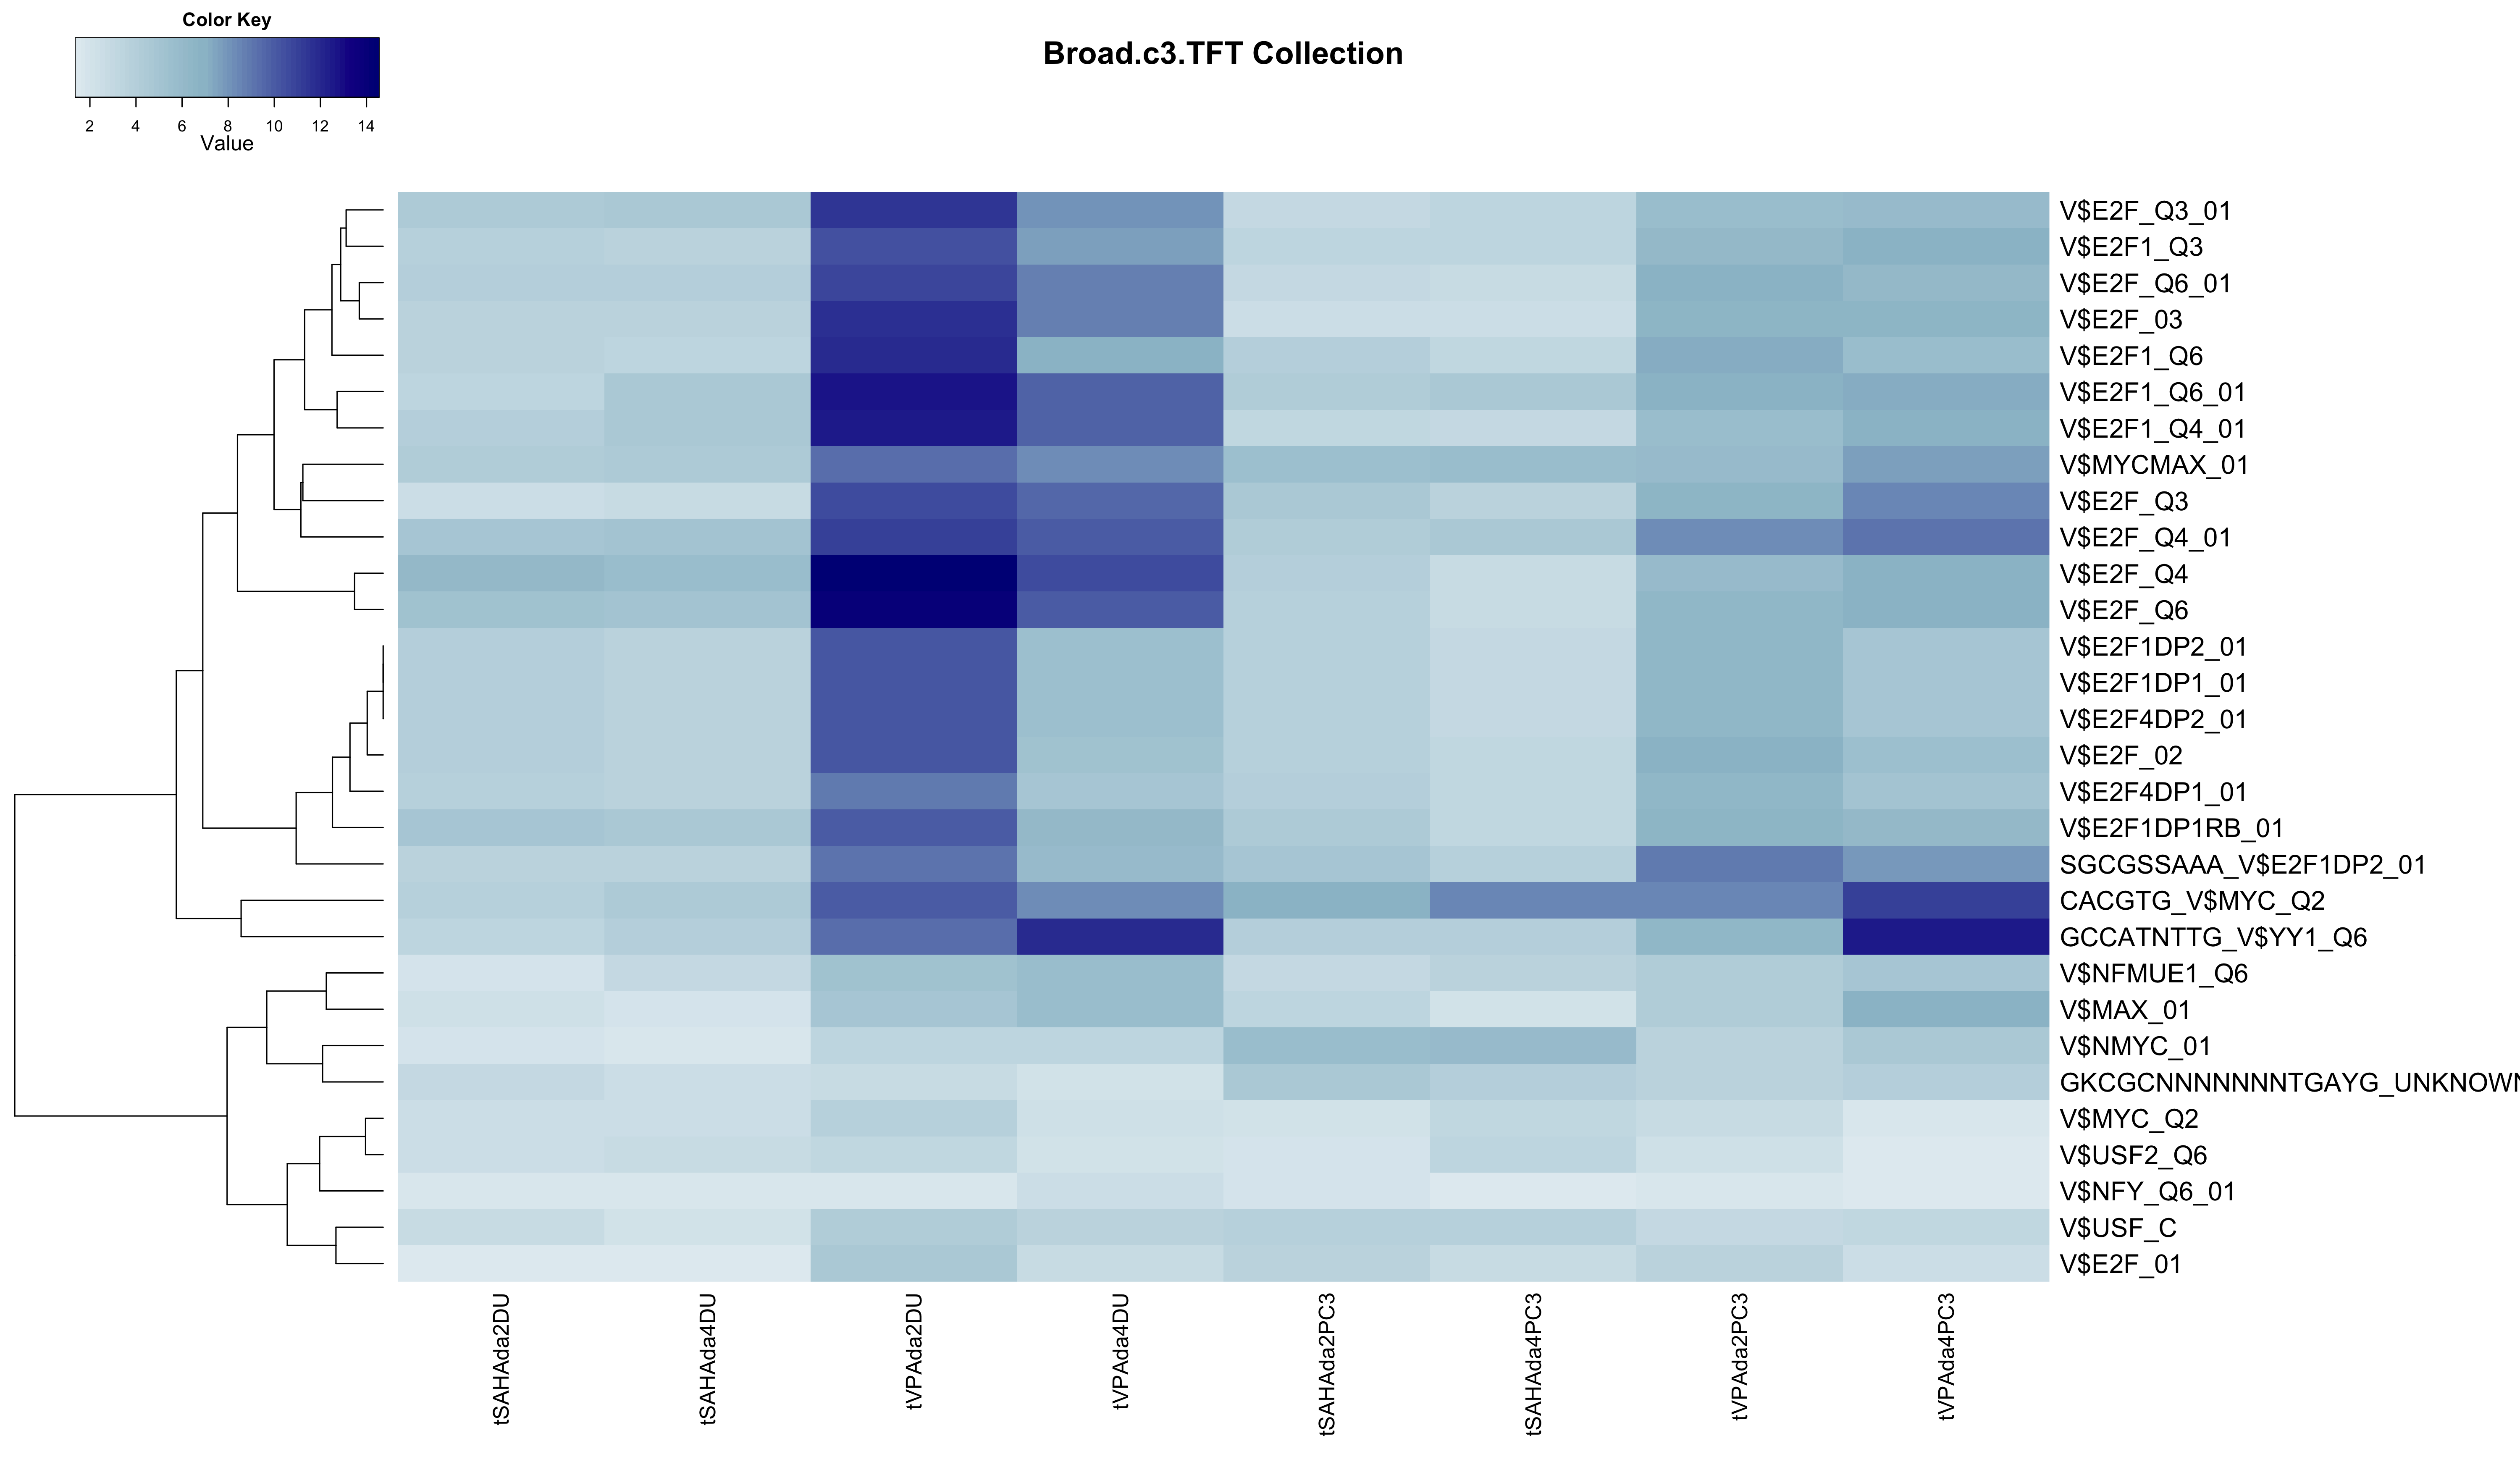 Color Key
2 4 6 8 10 12 14
Value
Broad.c3.TFT Collection
V$E2F_Q3_01
V$E2F1_Q3
V$E2F_Q6_01
V$E2F_03
V$E2F1_Q6
V$E2F1_Q6_01
V$E2F1_Q4_01
V$MYCMAX_01
V$E2F_Q3
V$E2F_Q4_01
V$E2F_Q4
V$E2F_Q6
V$E2F1DP2_01
V$E2F1DP1_01
V$E2F4DP2_01
V$E2F_02
V$E2F4DP1_01
V$E2F1DP1RB_01
SGCGSSAAA_V$E2F1DP2_01
CACGTG_V$MYC_Q2
GCCATNTTG_V$YY1_Q6
V$NFMUE1_Q6
V$MAX_01
V$NMYC_01
GKCGCNNNNNNNTGAYG_UNKNOWN
V$MYC_Q2
V$USF2_Q6
V$NFY_Q6_01
V$USF_C
V$E2F_01
tSAHAda2DU
tSAHAda4DU
tVPAda2DU
tVPAda4DU
tSAHAda2PC3
tSAHAda4PC3
tVPAda2PC3
tVPAda4PC3